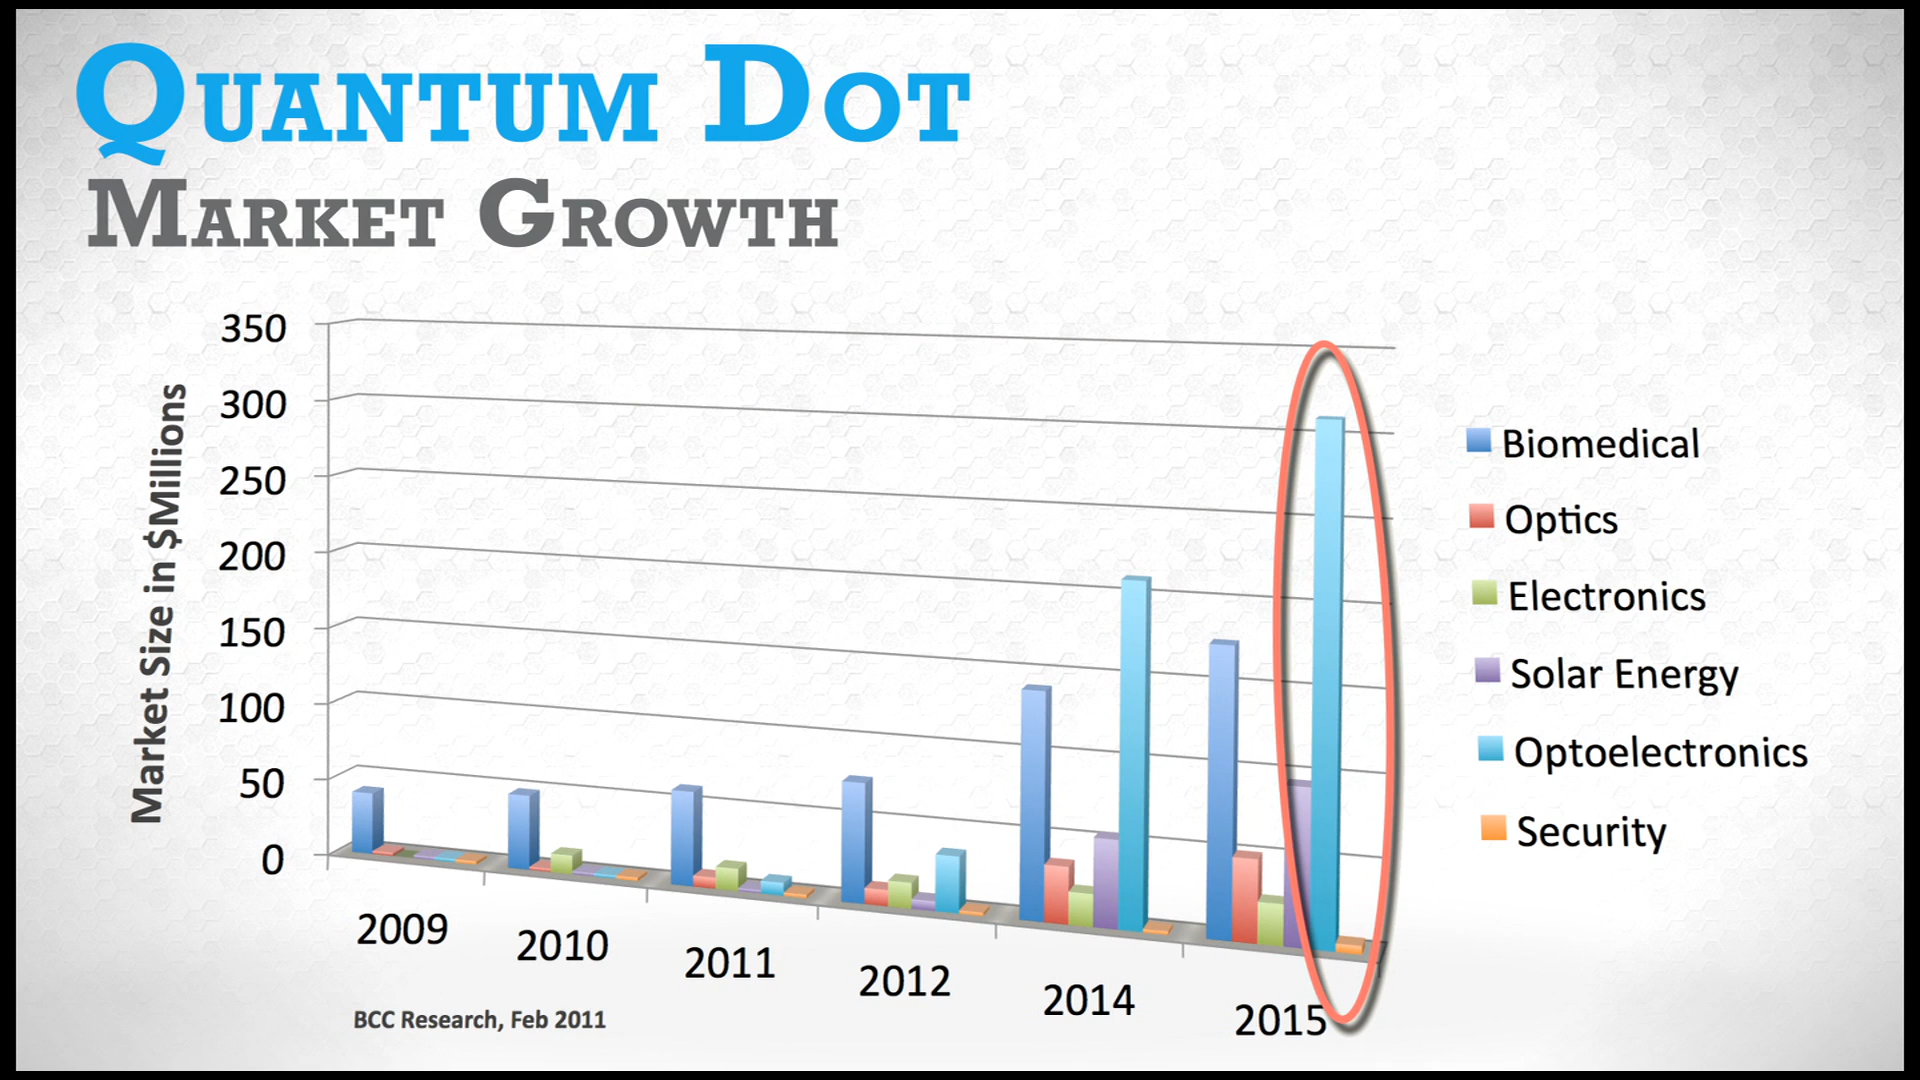 Quantum Dot
Market Growth
Market Size in $Millions
350
300
250
200
150
100
50
0
2009
2010
2011
2012
2014
2015
Biomedical
Optics
Electronics
Solar Energy
Optoelectronics
Security
BCC Research, Feb 2011